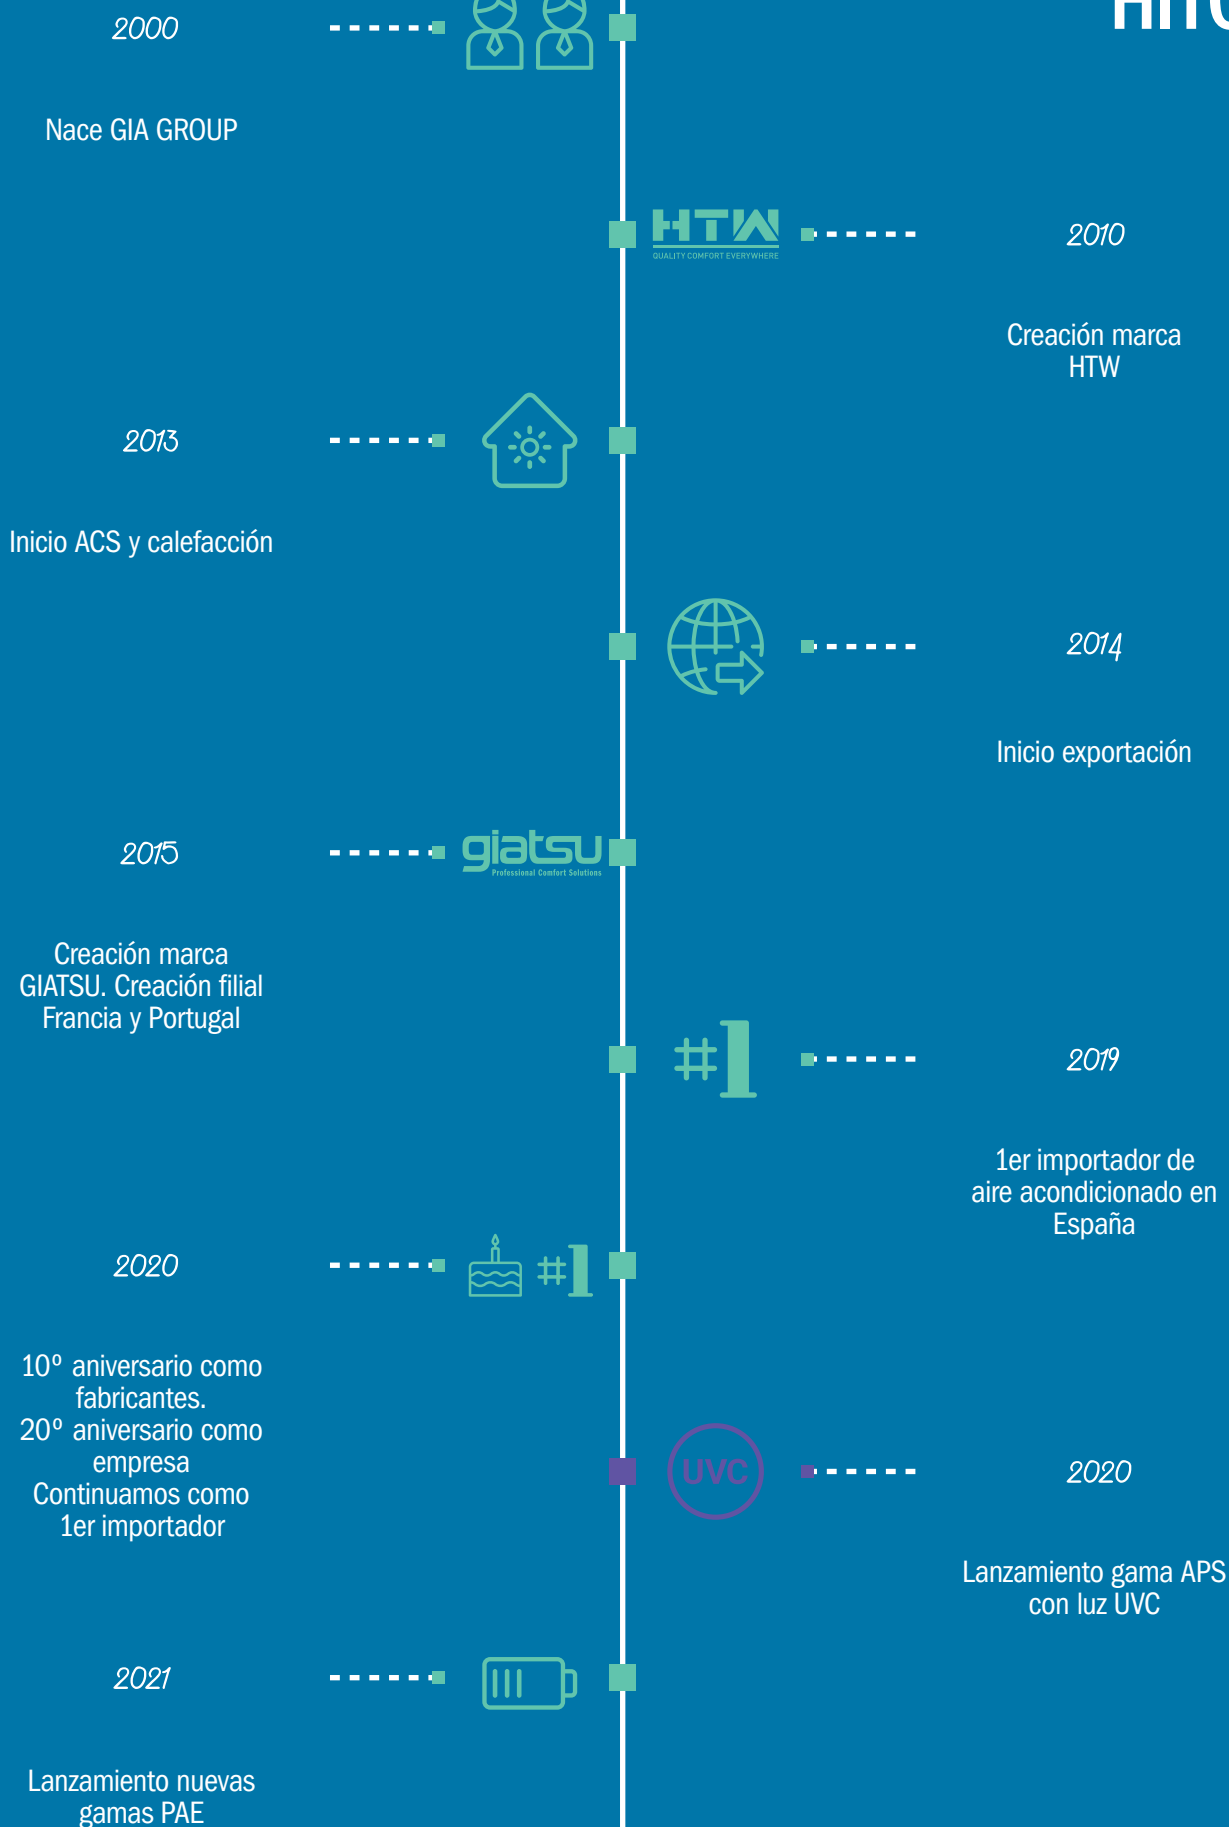 2000
Nace GIA GROUP
HTW
QUALITY COMFORT EVERYWHERE
2010
Creación marca
HTW
2013
Inicio ACS y calefacción
2014
Inicio exportación
2015
giatsu
Professional Comfort Solutions
Creación marca
GIATSU. Creación filial
Francia y Portugal
#1
2019
1er importador de
aire acondicionado en
España
2020
#1
10º aniversario como
fabricantes.
20º aniversario como
empresa
Continuamos como
1er importador
UVC
2020
Lanzamiento gama APS
con luz UVC
2021
Lanzamiento nuevas
gamas PAE